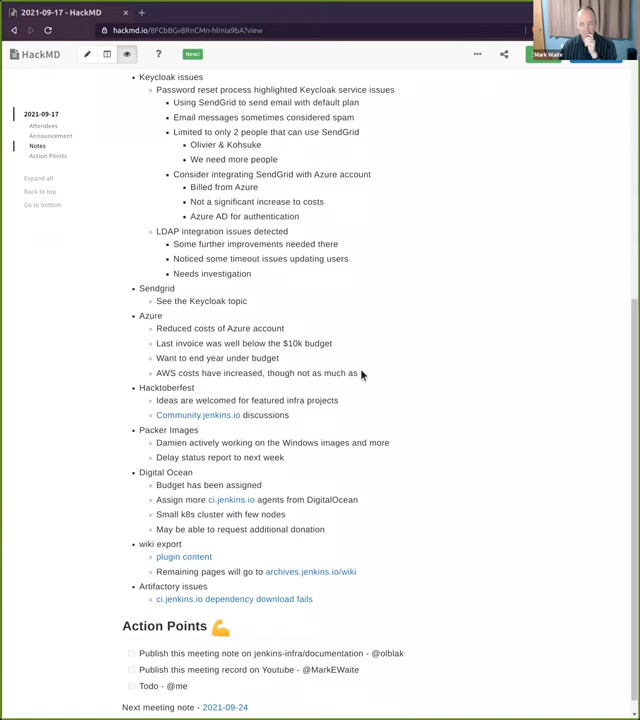 2021-09-17
hackmd.io/8FCbBGv8RnCMn-hlmIa9bA?view
Mark Waite
HackMD
New!
2021-09-17
Attendees
Announcement
Notes
Action Points
Expand all
Back to top
Go to bottom
Keycloak issues
Password reset process highlighted Keycloak service issues
Using SendGrid to send email with default plan
Email messages sometimes considered spam
Limited to only 2 people that can use SendGrid
Olivier & Kohsuke
We need more people
Consider integrating SendGrid with Azure account
Billed from Azure
Not a significant increase to costs
Azure AD for authentication
LDAP integration issues detected
Some further improvements needed there
Noticed some timeout issues updating users
Needs investigation
Sendgrid
See the Keycloak topic
Azure
Reduced costs of Azure account
Last invoice was well below the $10k budget
Want to end year under budget
AWS costs have increased, though not as much as
Hacktoberfest
Ideas are welcomed for featured infra projects
Community.jenkins.io discussions
Packer Images
Damien actively working on the Windows images and more
Delay status report to next week
Digital Ocean
Budget has been assigned
Assign more ci.jenkins.io agents from DigitalOcean
Small k8s cluster with few nodes
May be able to request additional donation
wiki export
plugin content
Remaining pages will go to archives.jenkins.io/wiki
Artifactory issues
ci.jenkins.io dependency download fails
Action Points 💪
Publish this meeting note on jenkins-infra/documentation - @olblak
Publish this meeting record on Youtube - @MarkEWaite
Todo - @me
Next meeting note - 2021-09-24